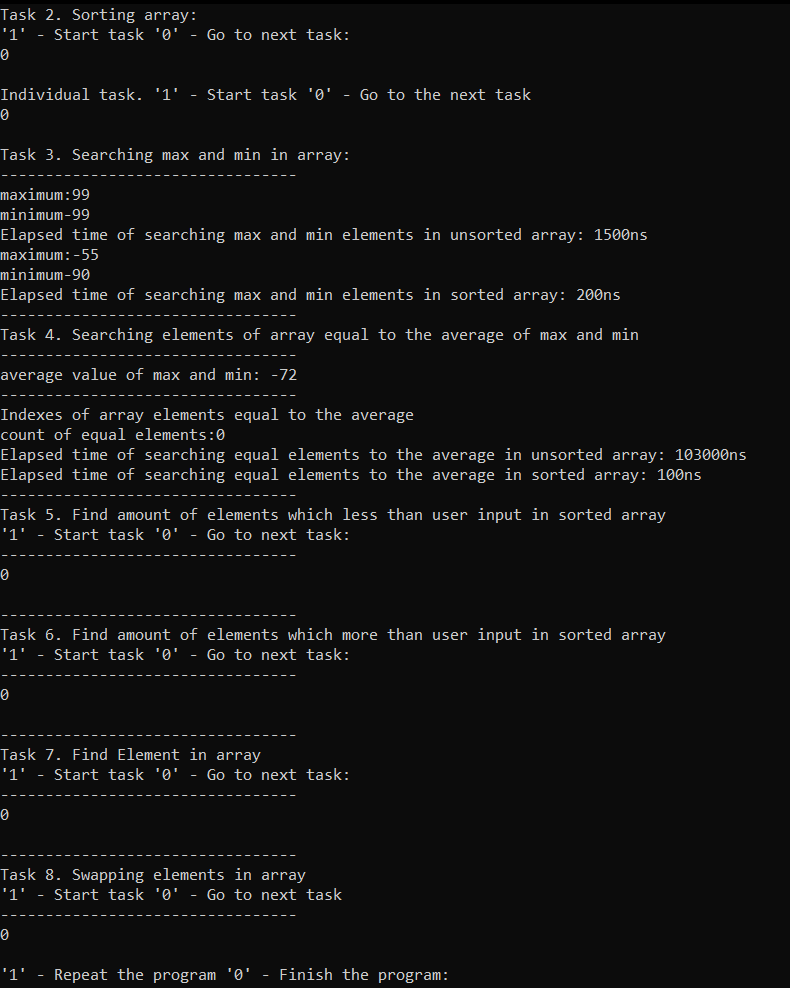 Task 2. Sorting array:
'1' - Start task '0' - Go to next task:
0
Individual task. '1' - Start task '0' - Go to the next task
0
Task 3. Searching max and min in array:
---------------------------------
maximum:99
minimum-99
Elapsed time of searching max and min elements in unsorted array: 1500ns
maximum:-55
minimum-90
Elapsed time of searching max and min elements in sorted array: 200ns
---------------------------------
Task 4. Searching elements of array equal to the average of max and min
---------------------------------
average value of max and min: -72
---------------------------------
Indexes of array elements equal to the average
count of equal elements:0
Elapsed time of searching equal elements to the average in unsorted array: 103000ns
Elapsed time of searching equal elements to the average in sorted array: 100ns
---------------------------------
Task 5. Find amount of elements which less than user input in sorted array
'1' - Start task '0' - Go to next task:
---------------------------------
0
---------------------------------
Task 6. Find amount of elements which more than user input in sorted array
'1' - Start task '0' - Go to next task:
---------------------------------
0
---------------------------------
Task 7. Find Element in array
'1' - Start task '0' - Go to next task:
---------------------------------
0
---------------------------------
Task 8. Swapping elements in array
'1' - Start task '0' - Go to next task
---------------------------------
0
'1' - Repeat the program '0' - Finish the program: